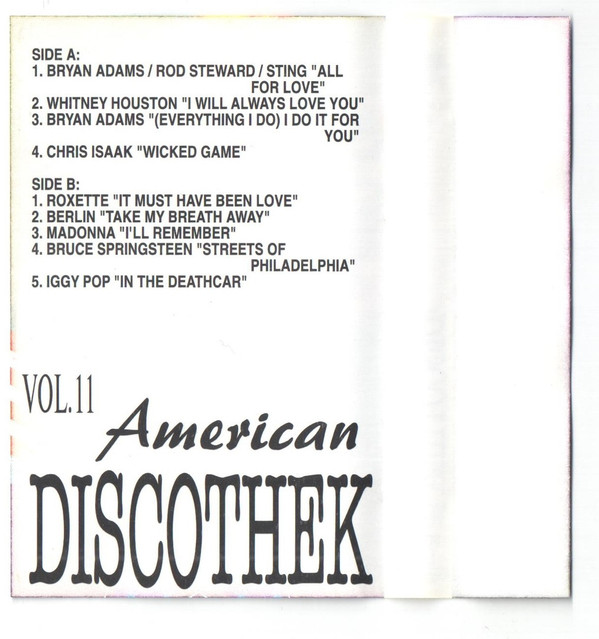 SIDE A:
1. BRYAN ADAMS / ROD STEWARD / STING "ALL
FOR LOVE"
2. WHITNEY HOUSTON "I WILL ALWAYS LOVE YOU"
3. BRYAN ADAMS "(EVERYTHING I DO) I DO IT FOR
YOU"
4. CHRIS ISAAK "WICKED GAME"
SIDE B:
1. ROXETTE "IT MUST HAVE BEEN LOVE"
2. BERLIN "TAKE MY BREATH AWAY"
3. MADONNA "I'LL REMEMBER"
4. BRUCE SPRINGSTEEN "STREETS OF
PHILADELPHIA"
5. IGGY POP "IN THE DEATHCAR"
VOL.11
American
DISCOTHEK